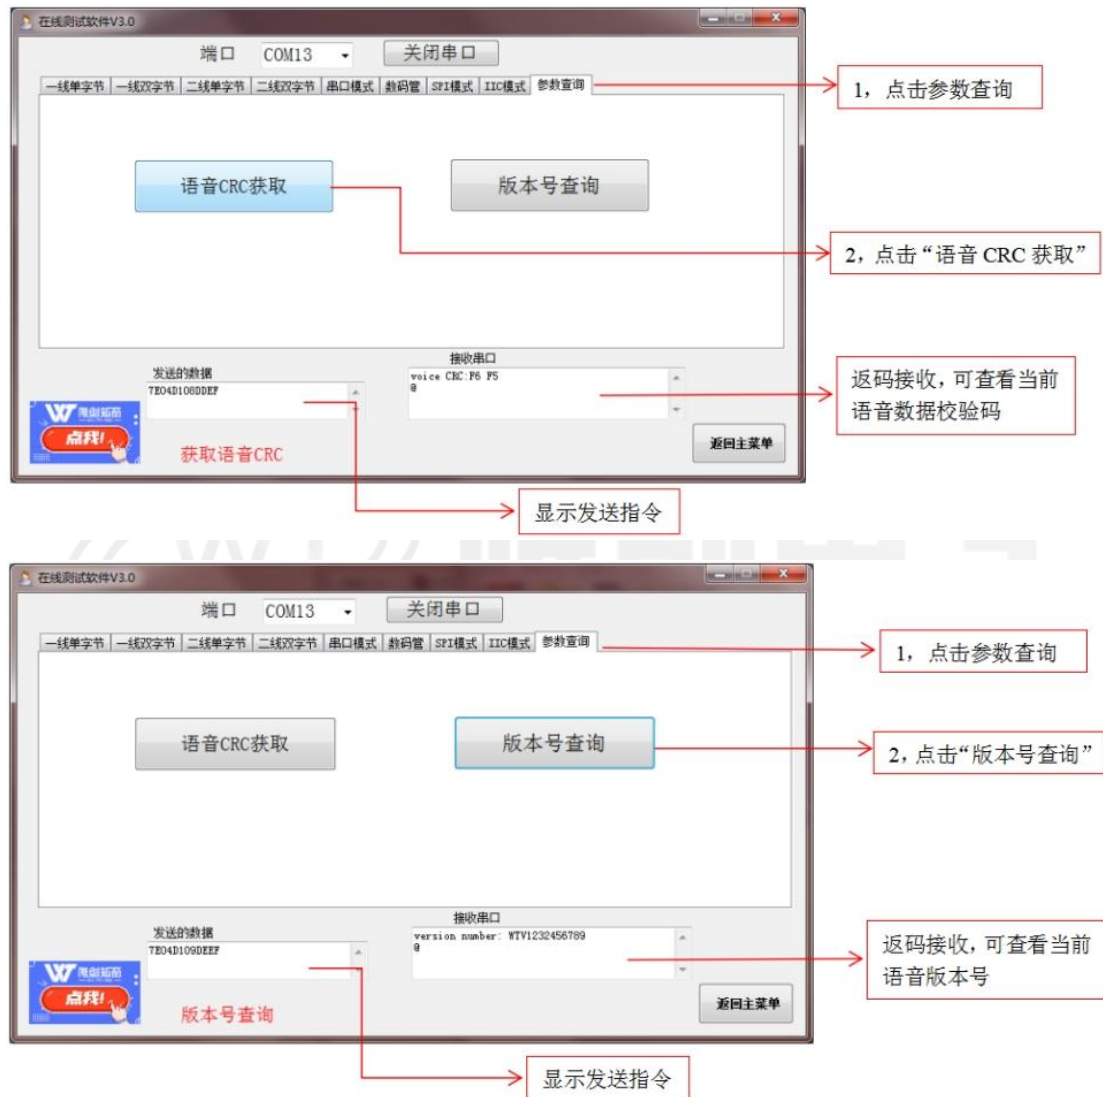 在线测试软件V3.0
端口 COM13 关闭串口
一线单字节 一线双字节 二线单字节 二线双字节 串口模式 数码管 SPI模式 IIC模式 参数查询
1，点击参数查询
语音CRC获取 版本号查询
2，点击“语音 CRC 获取”
接收串口
发送的数据
voice CRC:F6 F5
@
7E04D108DDEF
返码接收，可查看当前
语音数据校验码
点我!
获取语音CRC
返回主菜单
显示发送指令
在线测试软件V3.0
端口 COM13 关闭串口
一线单字节 一线双字节 二线单字节 二线双字节 串口模式 数码管 SPI模式 IIC模式 参数查询
1，点击参数查询
语音CRC获取 版本号查询
2，点击“版本号查询”
接收串口
发送的数据
version number: WTV1232456789
@
7E04D109DEEF
返码接收，可查看当前
语音版本号
点我!
版本号查询
返回主菜单
显示发送指令